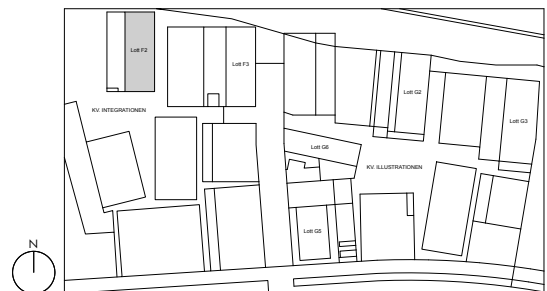 Lott F2
Lott F3
Lott G2
KV. INTEGRATIONEN
Lott G3
Lott G6
KV. ILLUSTRATIONEN
Lott G5
N